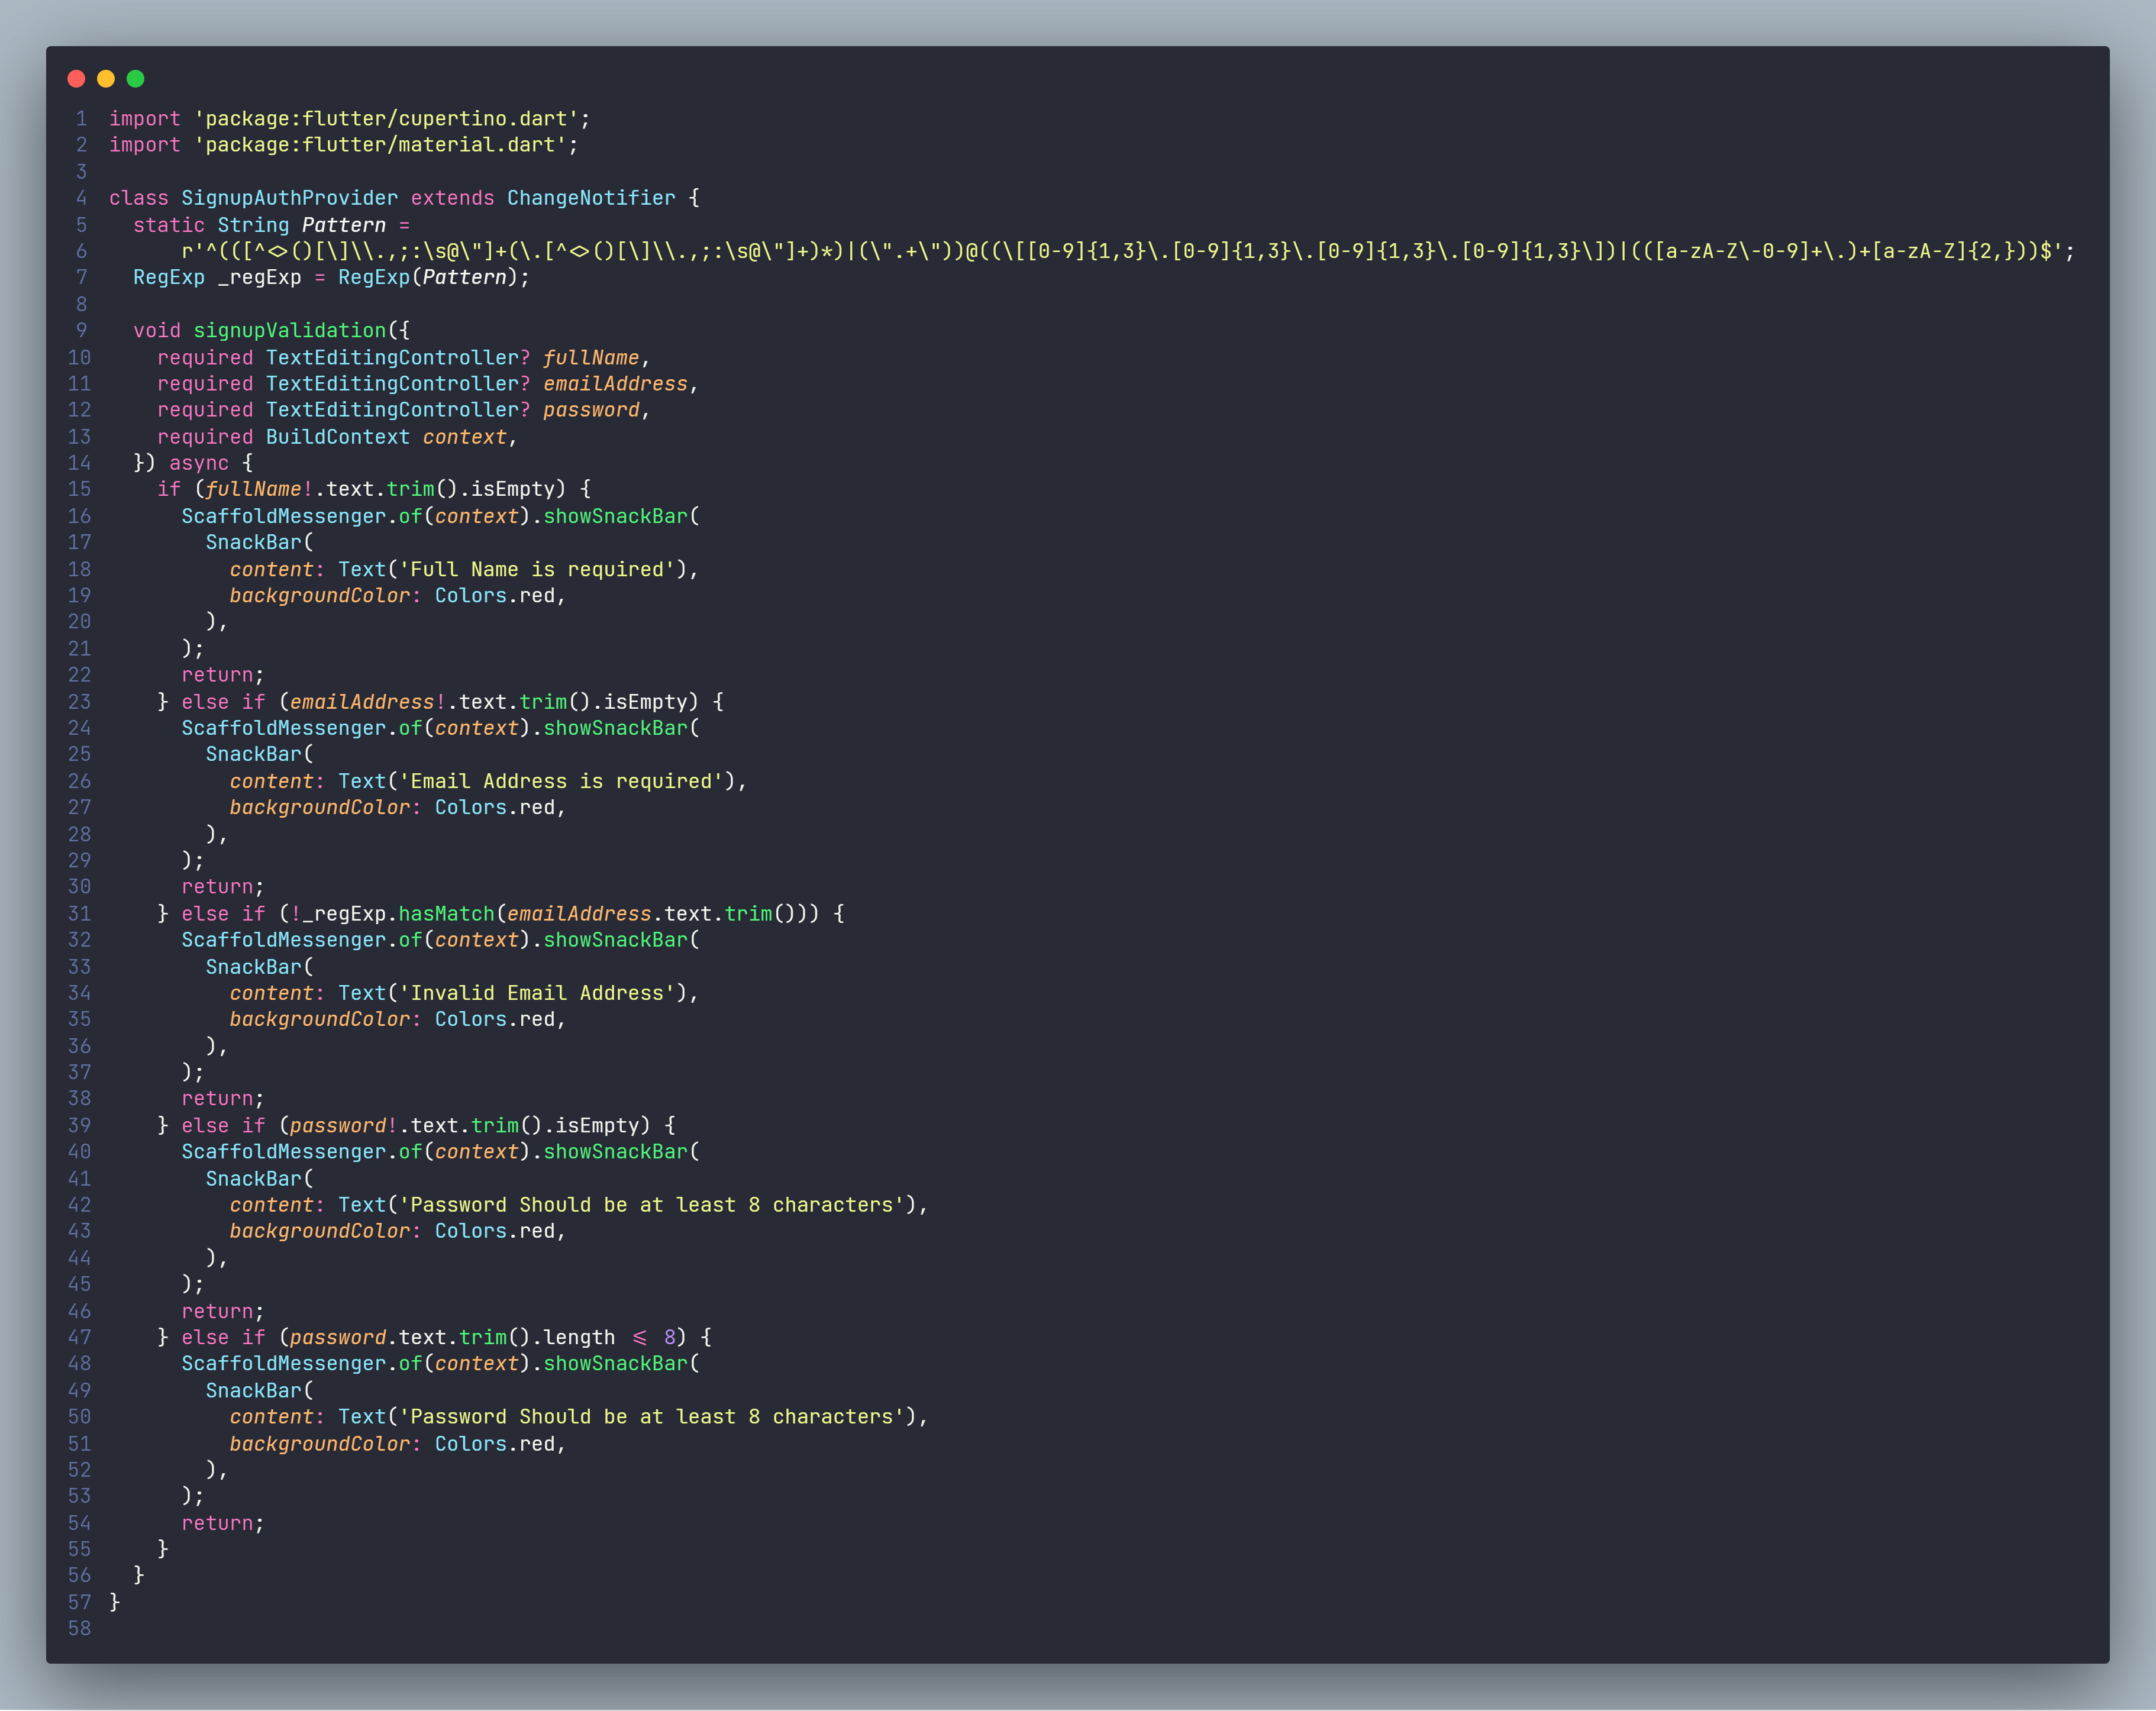 1 import 'package:flutter/cupertino.dart';
2 import 'package:flutter/material.dart';
3
4 class SignupAuthProvider extends ChangeNotifier {
5   static String Pattern =
6       r'^(([^<>()[\]\\.,;:\s@\"]+(\.[^<>()[\]\\.,;:\s@\"]+)*)|(\".+\"))@((\[[0-9]{1,3}\.[0-9]{1,3}\.[0-9]{1,3}\.[0-9]{1,3}\])|(([a-zA-Z\-0-9]+\.)+[a-zA-Z]{2,}))$';
7   RegExp _regExp = RegExp(Pattern);
8
9   void signupValidation({
10     required TextEditingController? fullName,
11     required TextEditingController? emailAddress,
12     required TextEditingController? password,
13     required BuildContext context,
14   }) async {
15     if (fullName!.text.trim().isEmpty) {
16       ScaffoldMessenger.of(context).showSnackBar(
17         SnackBar(
18           content: Text('Full Name is required'),
19           backgroundColor: Colors.red,
20         ),
21       );
22       return;
23     } else if (emailAddress!.text.trim().isEmpty) {
24       ScaffoldMessenger.of(context).showSnackBar(
25         SnackBar(
26           content: Text('Email Address is required'),
27           backgroundColor: Colors.red,
28         ),
29       );
30       return;
31     } else if (!_regExp.hasMatch(emailAddress.text.trim())) {
32       ScaffoldMessenger.of(context).showSnackBar(
33         SnackBar(
34           content: Text('Invalid Email Address'),
35           backgroundColor: Colors.red,
36         ),
37       );
38       return;
39     } else if (password!.text.trim().isEmpty) {
40       ScaffoldMessenger.of(context).showSnackBar(
41         SnackBar(
42           content: Text('Password Should be at least 8 characters'),
43           backgroundColor: Colors.red,
44         ),
45       );
46       return;
47     } else if (password.text.trim().length <= 8) {
48       ScaffoldMessenger.of(context).showSnackBar(
49         SnackBar(
50           content: Text('Password Should be at least 8 characters'),
51           backgroundColor: Colors.red,
52         ),
53       );
54       return;
55     }
56   }
57 }
58